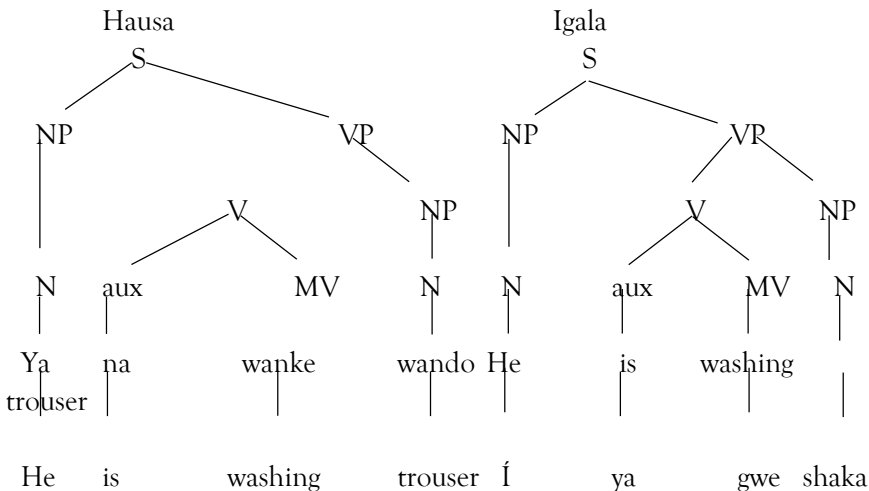 Hausa Igala
S S
NP VP NP VP
V NP V NP
N aux MV N N aux MV N
Ya na wanke wando He is washing
trouser
He is washing trouser Í ya gwe shaka